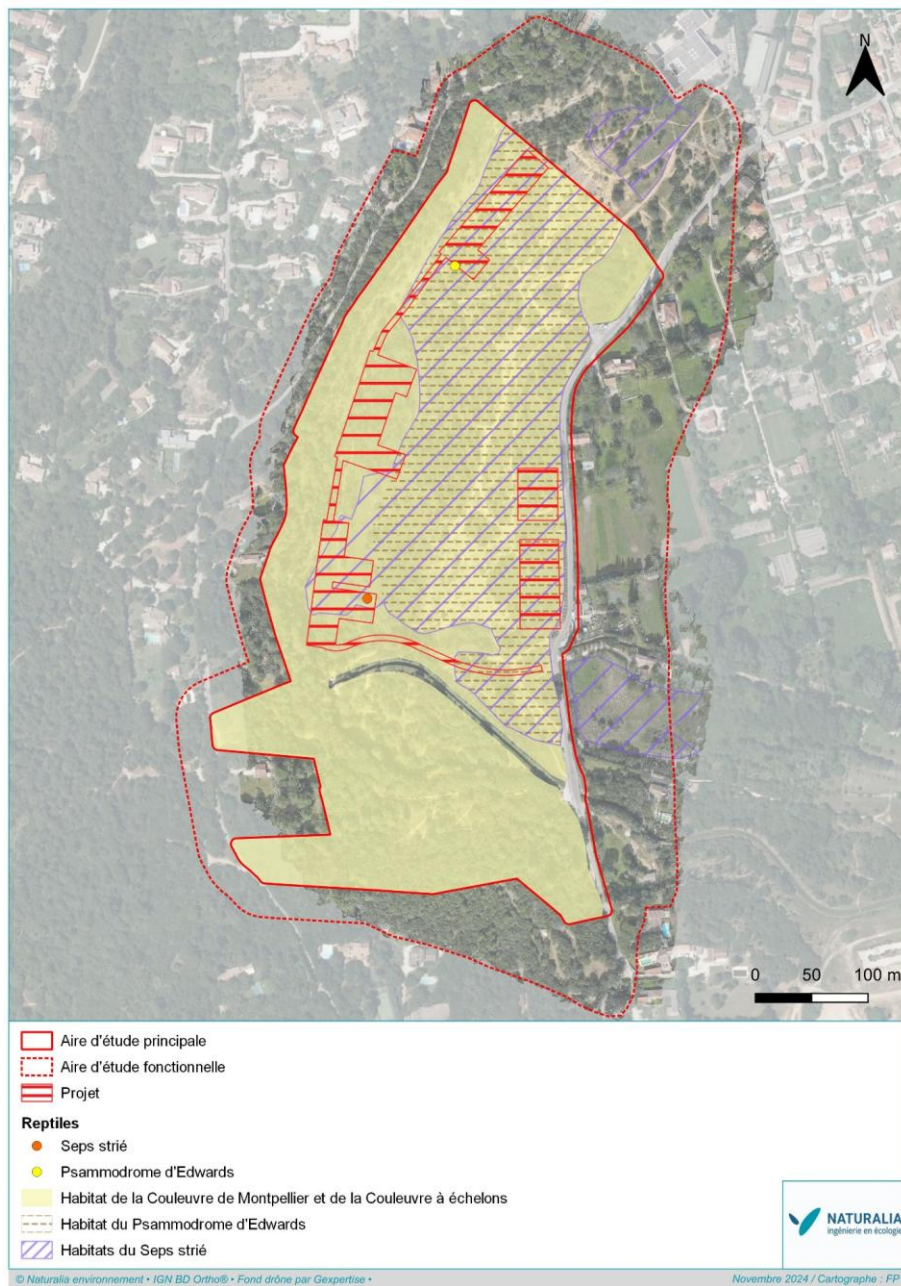 N
0 50 100 m
Aire d'étude principale
Aire d'étude fonctionnelle
Projet
Reptiles
Seps strié
Psammodrome d'Edwards
Habitat de la Couleuvre de Montpellier et de la Couleuvre à échelons
Habitat du Psammodrome d'Edwards
Habitats du Seps strié
NATURALIA
ingénierie en écologie
© Naturalia environnement • IGN BD Ortho® • Fond drône par Gexpertise •
Novembre 2024 / Cartographe : FP